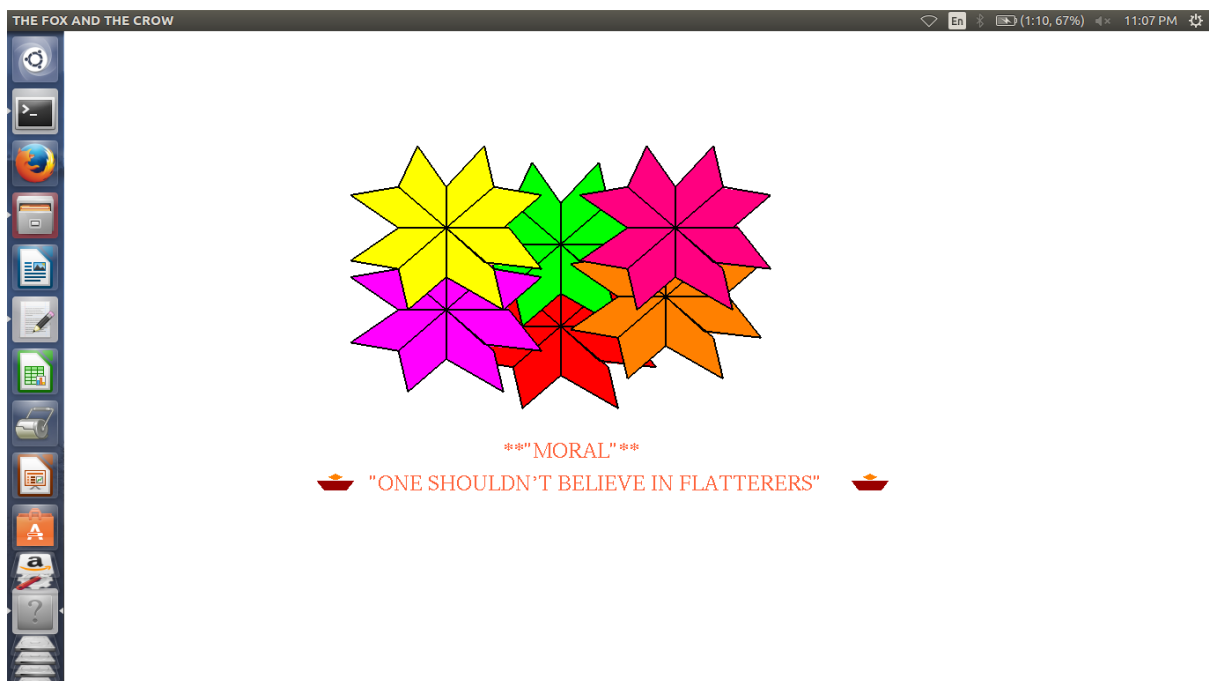 THE FOX AND THE CROW
En (1:10, 67%) 11:07 PM
**"MORAL"**
"ONE SHOULDN'T BELIEVE IN FLATTERERS"
>_
A
a
?